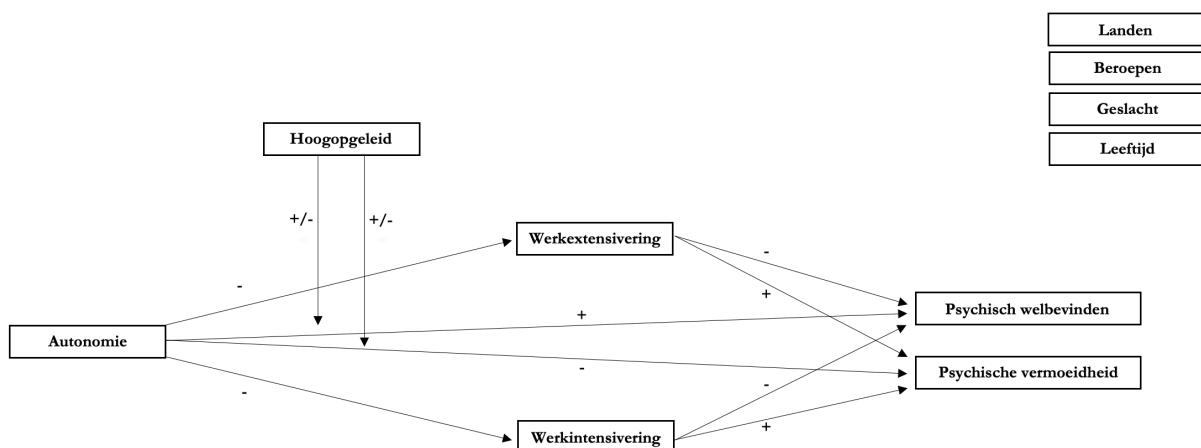 Landen
Beroepen
Geslacht
Leeftijd
Hoogopgeleid
+/-
+/-
Werkextensivering
-
-
+
+
Psychisch welbevinden
Autonomie
-
Psychische vermoeidheid
-
-
+
Werkintensivering